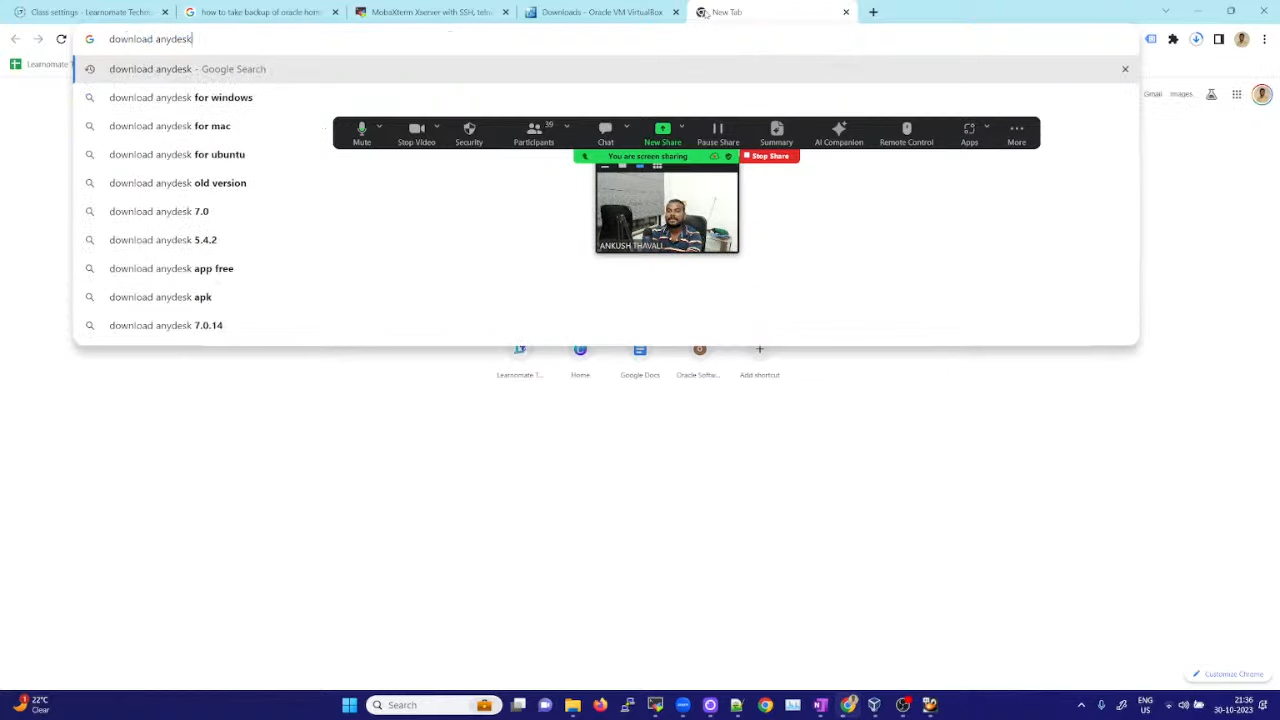 Class settings - Learnomate Techni
how to take backup of oracle hom
MobaXterm Xserver with SSH, telne
Downloads – Oracle VM VirtualBox
New Tab
download anydesk
Learnomate T
download anydesk - Google Search
Gmail
Images
download anydesk for windows
download anydesk for mac
download anydesk for ubuntu
download anydesk old version
download anydesk 7.0
download anydesk 5.4.2
download anydesk app free
download anydesk apk
download anydesk 7.0.14
39
Mute
Stop Video
Security
Participants
Chat
New Share
Pause Share
Summary
AI Companion
Remote Control
Apps
More
You are screen sharing
Stop Share
ANKUSH THAVALI
Learnomate T...
Home
Google Docs
Oracle Softw...
Add shortcut
Customize Chrome
1
22°C
Clear
Search
ENG
US
21:36
30-10-2023